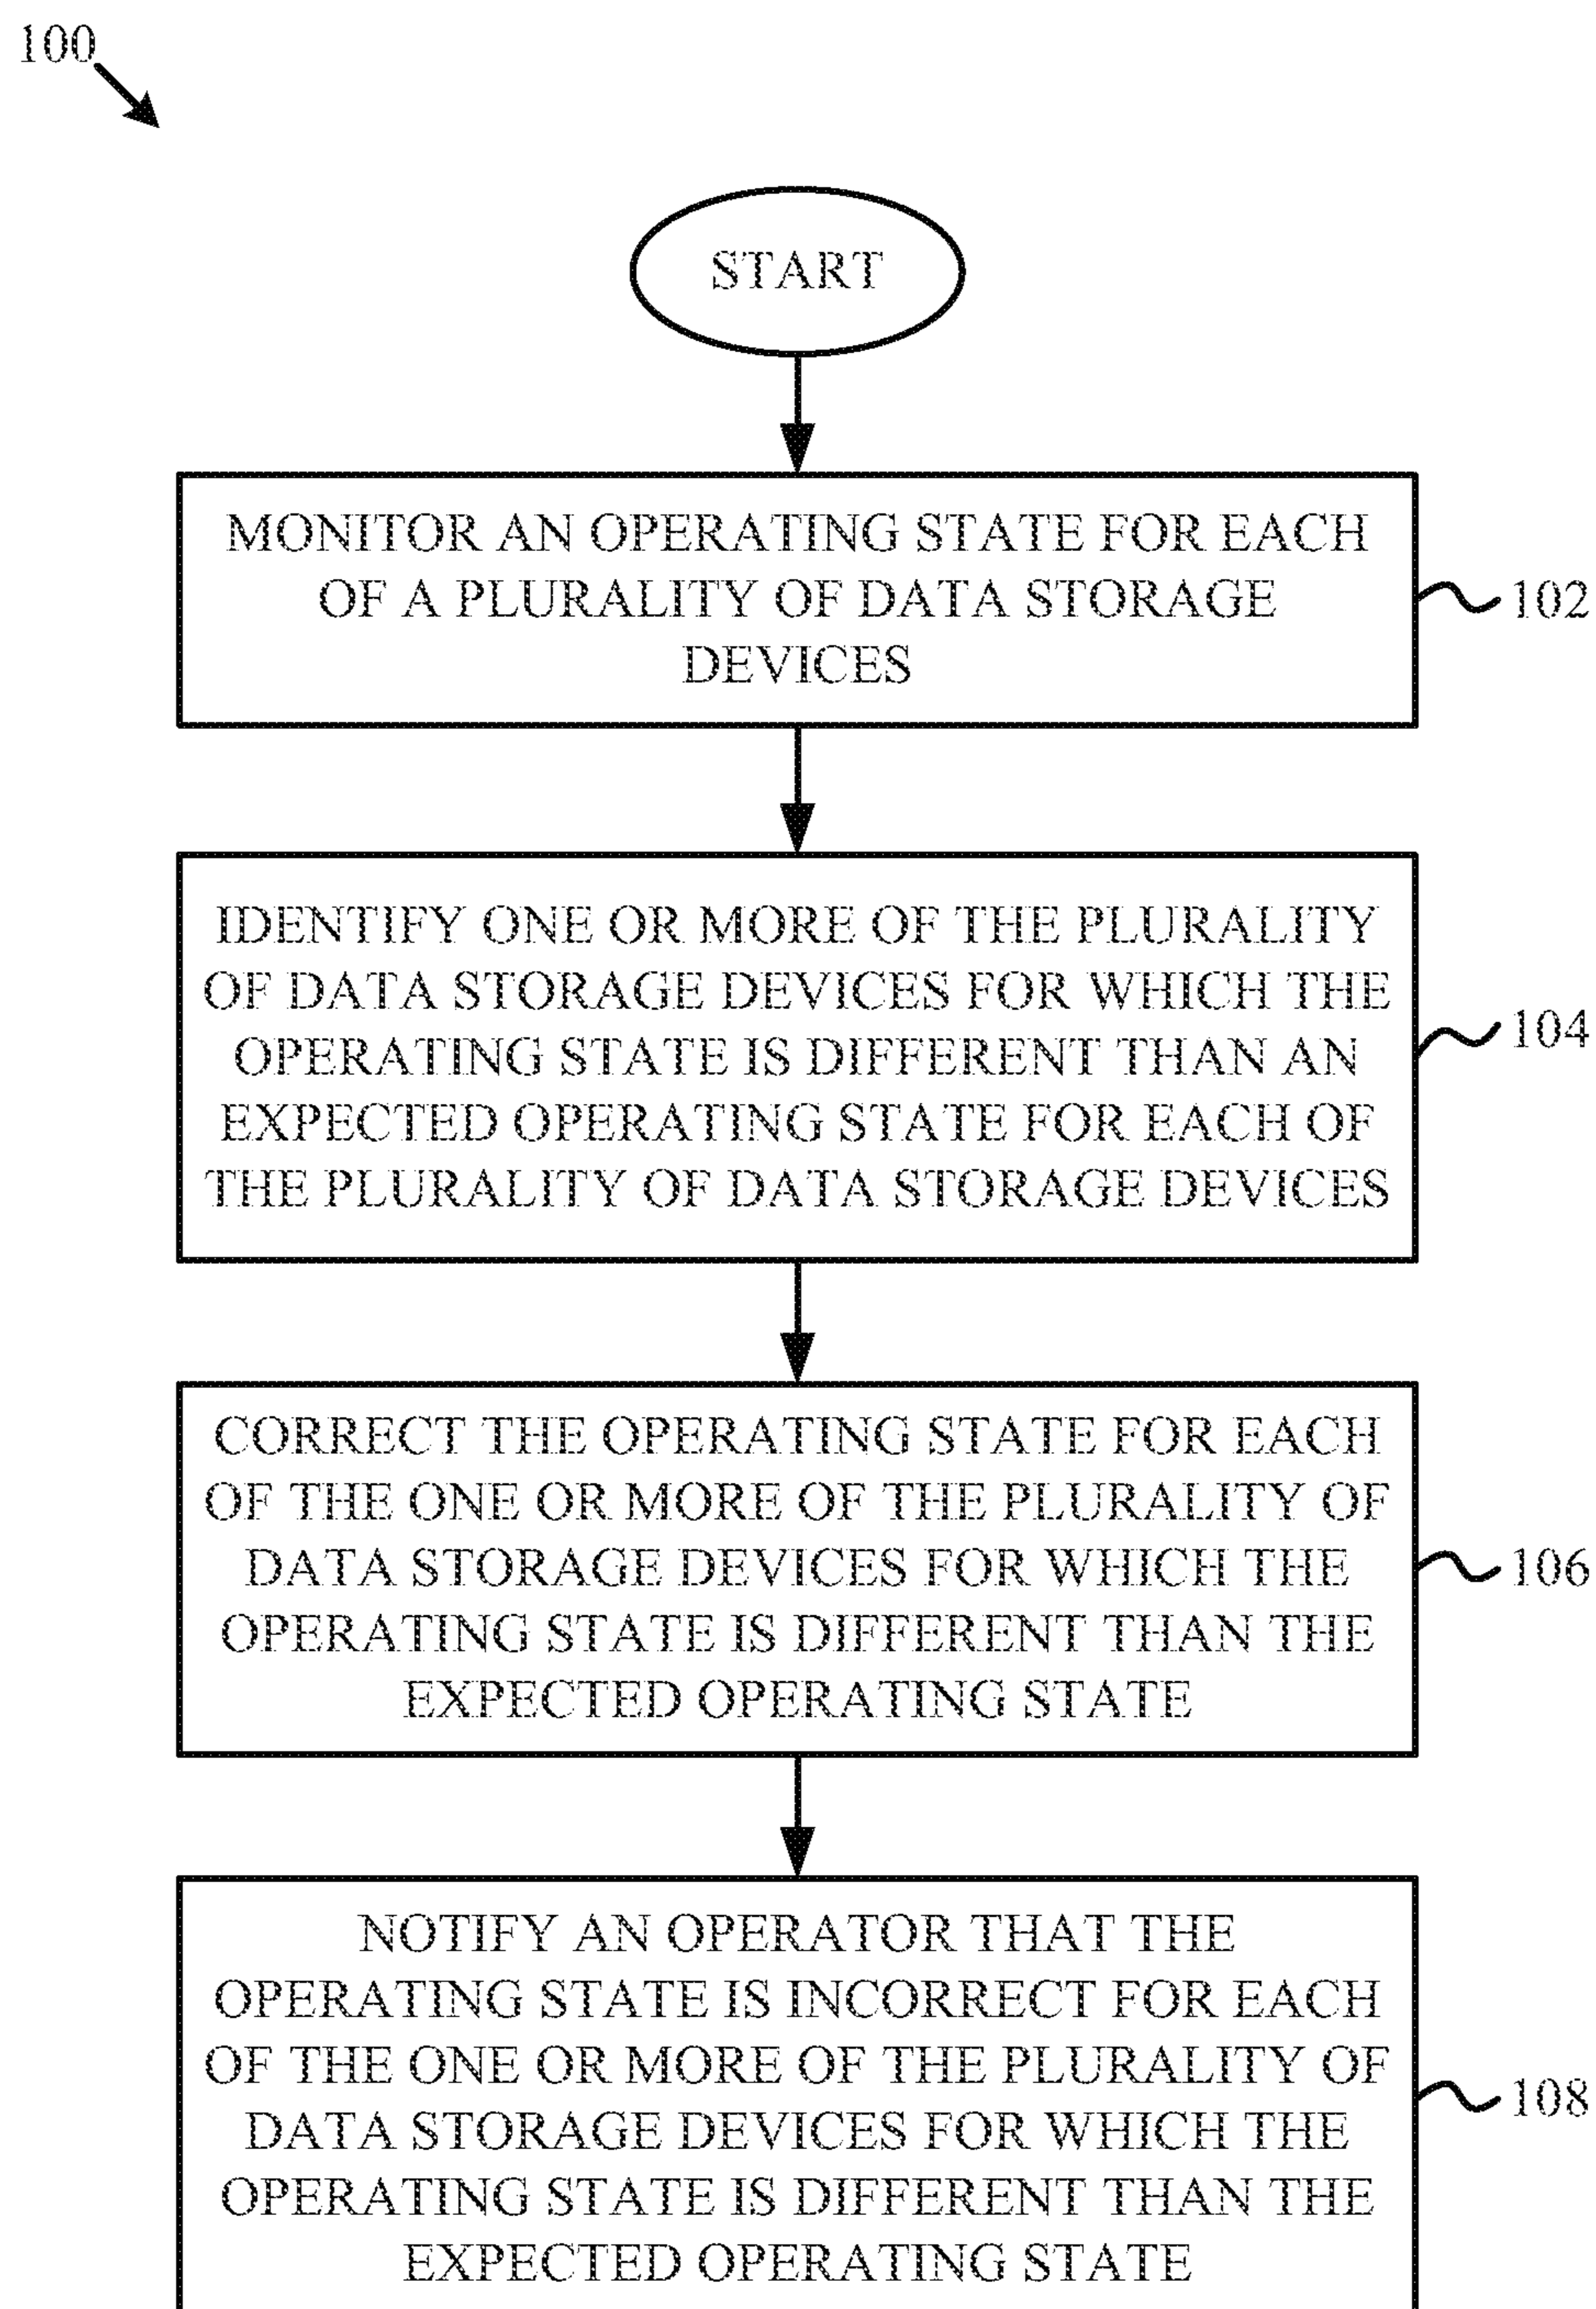 100
START
MONITOR AN OPERATING STATE FOR EACH
OF A PLURALITY OF DATA STORAGE
DEVICES
102
IDENTIFY ONE OR MORE OF THE PLURALITY
OF DATA STORAGE DEVICES FOR WHICH THE
OPERATING STATE IS DIFFERENT THAN AN
EXPECTED OPERATING STATE FOR EACH OF
THE PLURALITY OF DATA STORAGE DEVICES
104
CORRECT THE OPERATING STATE FOR EACH
OF THE ONE OR MORE OF THE PLURALITY OF
DATA STORAGE DEVICES FOR WHICH THE
OPERATING STATE IS DIFFERENT THAN THE
EXPECTED OPERATING STATE
106
NOTIFY AN OPERATOR THAT THE
OPERATING STATE IS INCORRECT FOR EACH
OF THE ONE OR MORE OF THE PLURALITY OF
DATA STORAGE DEVICES FOR WHICH THE
OPERATING STATE IS DIFFERENT THAN THE
EXPECTED OPERATING STATE
108